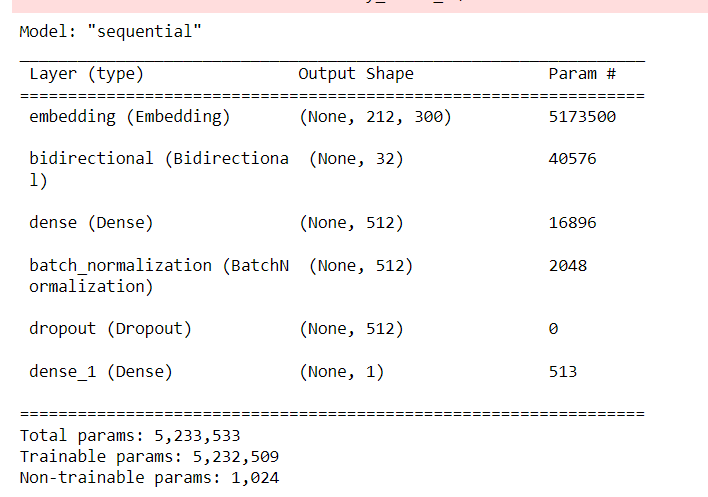 Model: "sequential"
Layer (type) Output Shape Param #
embedding (Embedding) (None, 212, 300) 5173500
bidirectional (Bidirectiona (None, 32) 40576
l)
dense (Dense) (None, 512) 16896
batch_normalization (BatchN (None, 512) 2048
ormalization)
dropout (Dropout) (None, 512) 0
dense_1 (Dense) (None, 1) 513
Total params: 5,233,533
Trainable params: 5,232,509
Non-trainable params: 1,024